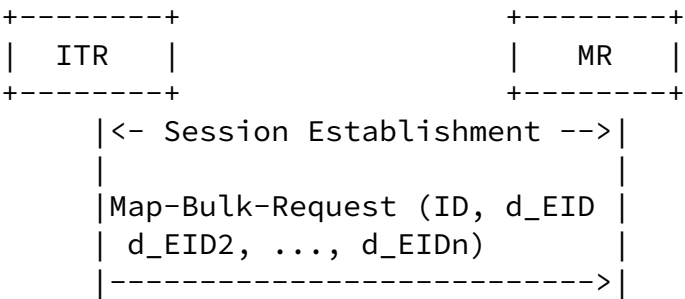 +--------+                    +--------+
|  ITR   |                    |   MR   |
+--------+                    +--------+
     |<- Session Establishment -->|
     |                            |
     |Map-Bulk-Request (ID, d_EID |
     | d_EID2, ..., d_EIDn)       |
     |--------------------------->|